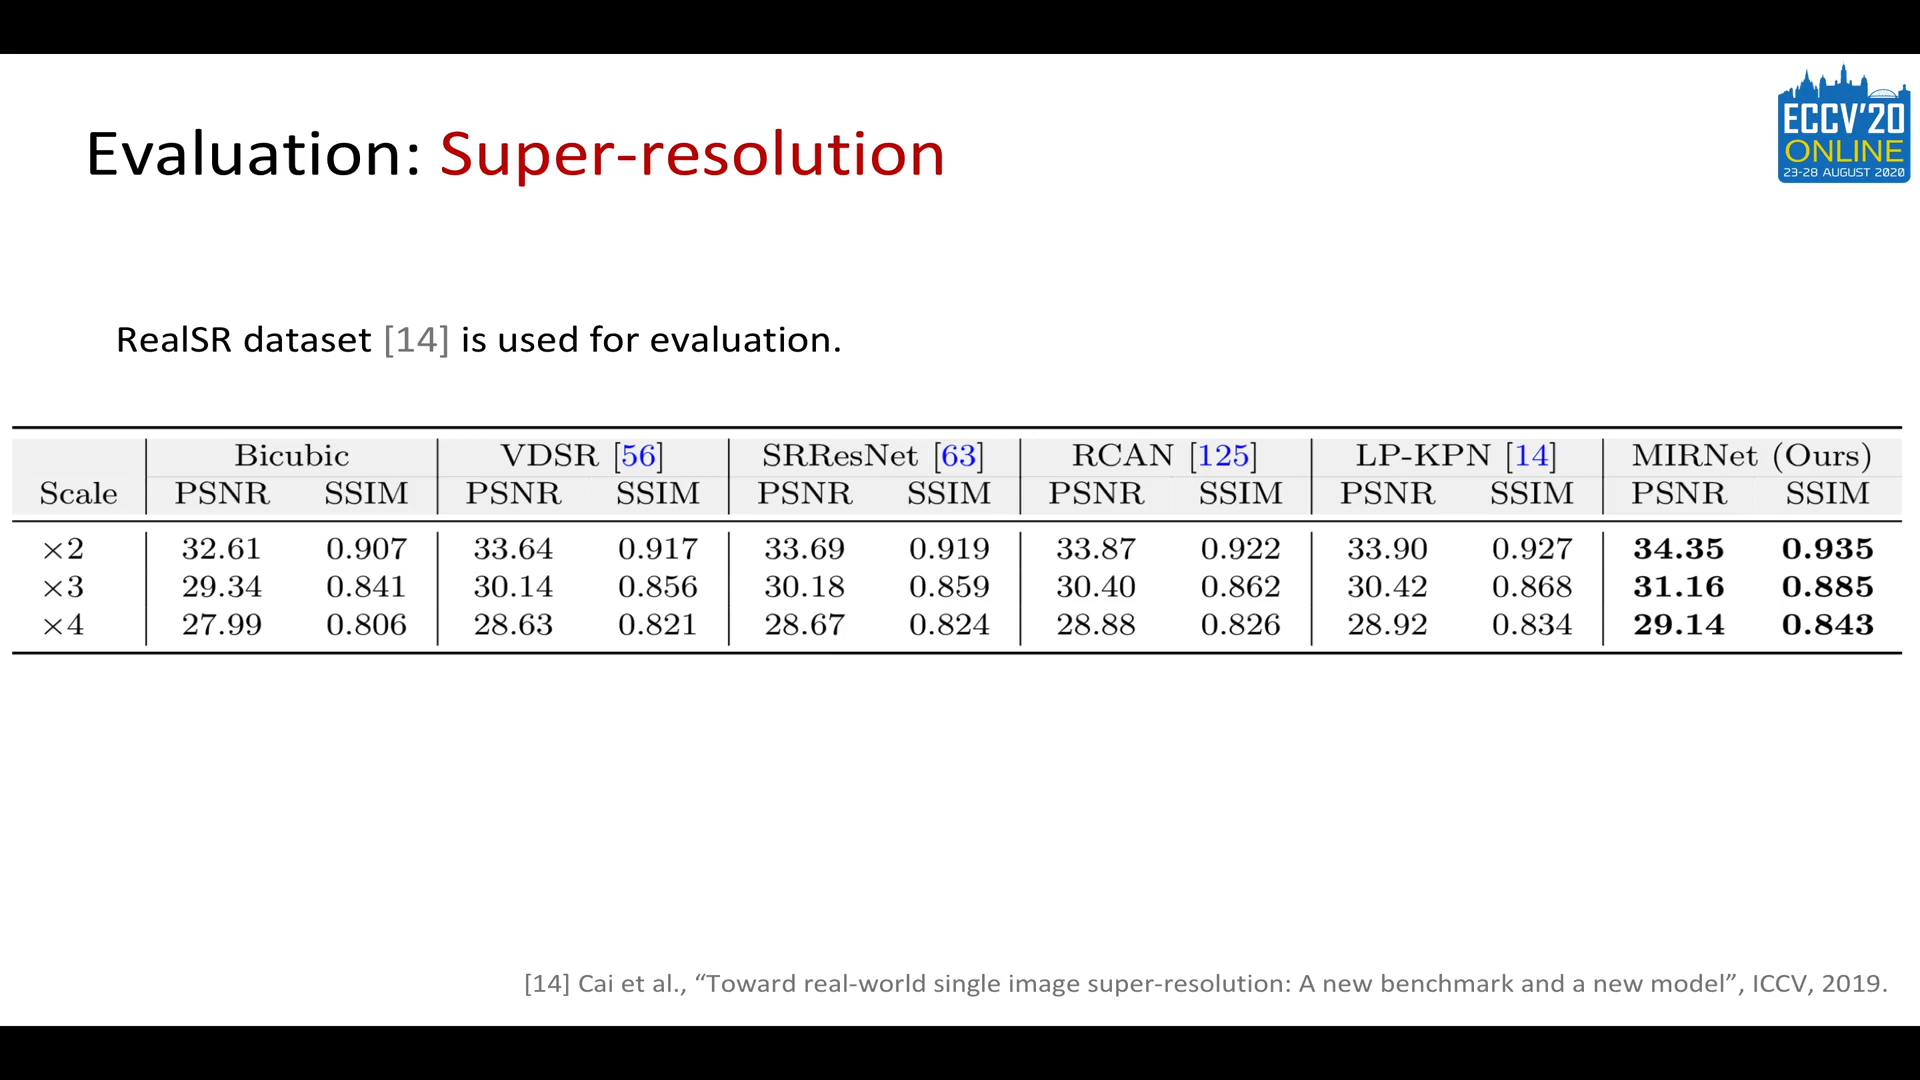 ECCV'20
ONLINE
23-28 AUGUST 2020
Evaluation: Super-resolution
RealSR dataset [14] is used for evaluation.
Bicubic VDSR [56] SRResNet [63] RCAN [125] LP-KPN [14] MIRNet (Ours)
Scale PSNR SSIM PSNR SSIM PSNR SSIM PSNR SSIM PSNR SSIM PSNR SSIM
×2 32.61 0.907 33.64 0.917 33.69 0.919 33.87 0.922 33.90 0.927 34.35 0.935
×3 29.34 0.841 30.14 0.856 30.18 0.859 30.40 0.862 30.42 0.868 31.16 0.885
×4 27.99 0.806 28.63 0.821 28.67 0.824 28.88 0.826 28.92 0.834 29.14 0.843
[14] Cai et al., “Toward real-world single image super-resolution: A new benchmark and a new model”, ICCV, 2019.